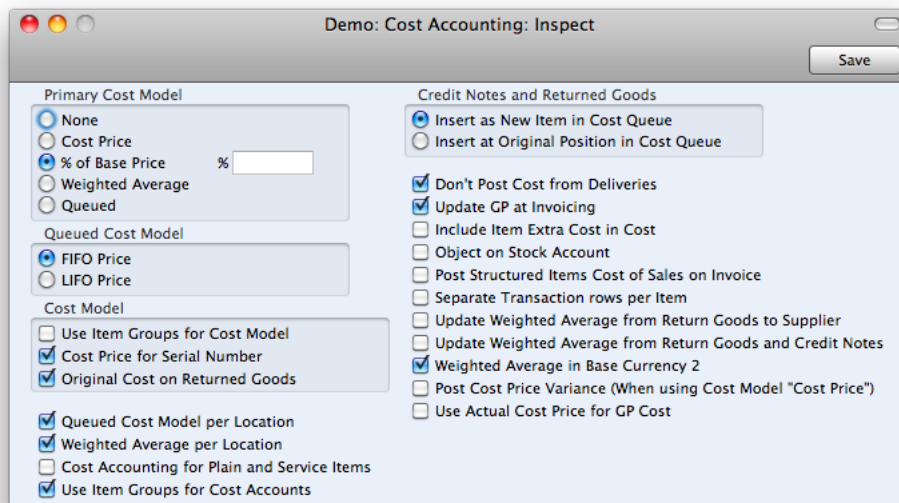 Demo: Cost Accounting: Inspect
Save
Primary Cost Model
None
Cost Price
% of Base Price %
Weighted Average
Queued
Queued Cost Model
FIFO Price
LIFO Price
Cost Model
Use Item Groups for Cost Model
Cost Price for Serial Number
Original Cost on Returned Goods
Queued Cost Model per Location
Weighted Average per Location
Cost Accounting for Plain and Service Items
Use Item Groups for Cost Accounts
Credit Notes and Returned Goods
Insert as New Item in Cost Queue
Insert at Original Position in Cost Queue
Don't Post Cost from Deliveries
Update GP at Invoicing
Include Item Extra Cost in Cost
Object on Stock Account
Post Structured Items Cost of Sales on Invoice
Separate Transaction rows per Item
Update Weighted Average from Return Goods to Supplier
Update Weighted Average from Return Goods and Credit Notes
Weighted Average in Base Currency 2
Post Cost Price Variance (When using Cost Model "Cost Price")
Use Actual Cost Price for GP Cost